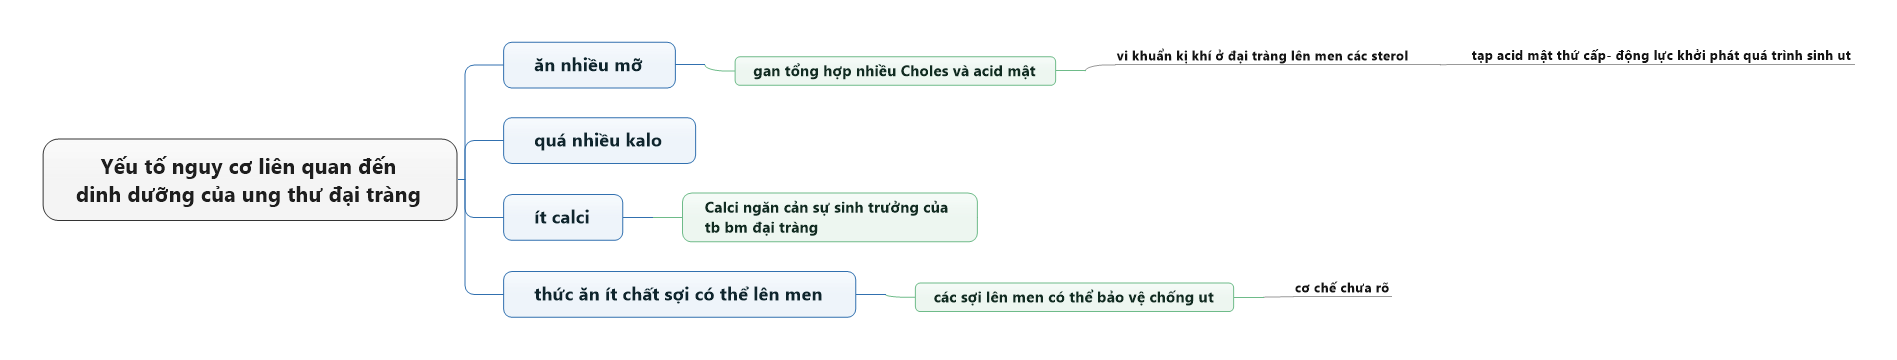 Yếu tố nguy cơ liên quan đến
dinh dưỡng của ung thư đại tràng
ăn nhiều mỡ
gan tổng hợp nhiều Choles và acid mật
vi khuẩn kị khí ở đại tràng lên men các sterol
tạp acid mật thứ cấp- động lực khởi phát quá trình sinh ut
quá nhiều kalo
ít calci
Calci ngăn cản sự sinh trưởng của
tb bm đại tràng
thức ăn ít chất sợi có thể lên men
các sợi lên men có thể bảo vệ chống ut
cơ chế chưa rõ